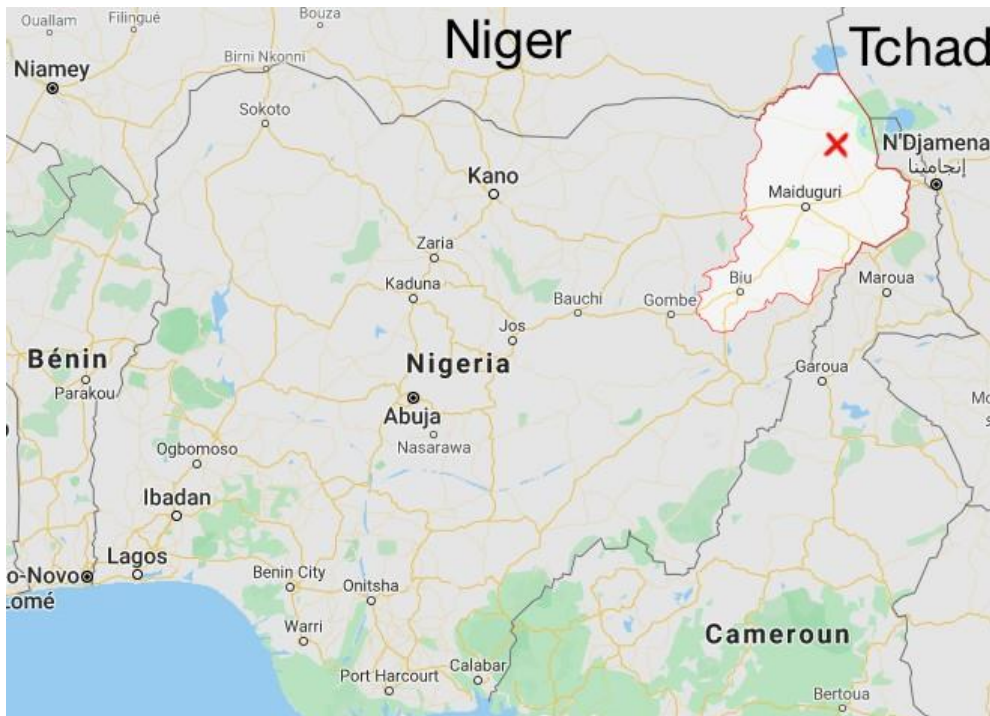 Ouallam
Filingué
Bouza
Niger
Tchad
Birni Nkonni
Niamey
Sokoto
N'Djamena
إنجامينا
Kano
Maiduguri
Zaria
Kaduna
Bauchi
Gombe
Biu
Maroua
Jos
Bénin
Nigeria
Garoua
Parakou
Abuja
Nasarawa
Ogbomoso
Ibadan
Lagos
o-Novo
Lomé
Benin City
Onitsha
Warri
Cameroun
Port Harcourt
Calabar
Bertoua